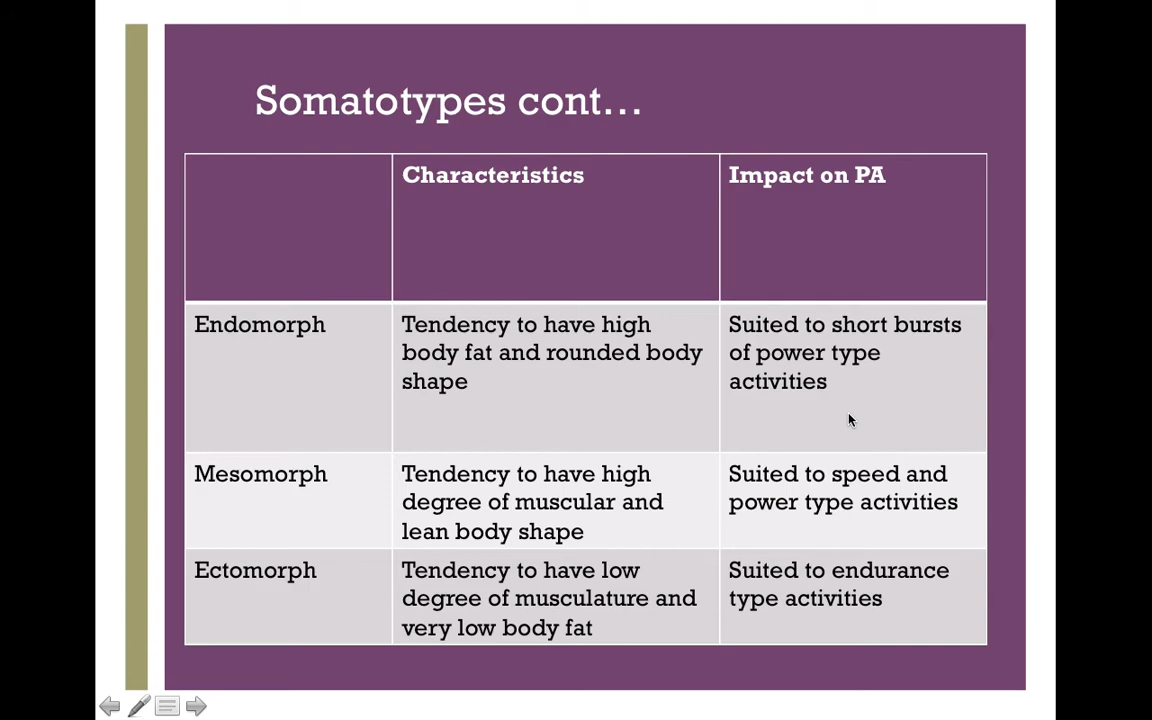 Somatotypes cont…
Characteristics
Impact on PA
Endomorph
Tendency to have high
body fat and rounded body
shape
Suited to short bursts
of power type
activities
Mesomorph
Tendency to have high
degree of muscular and
lean body shape
Suited to speed and
power type activities
Ectomorph
Tendency to have low
degree of musculature and
very low body fat
Suited to endurance
type activities